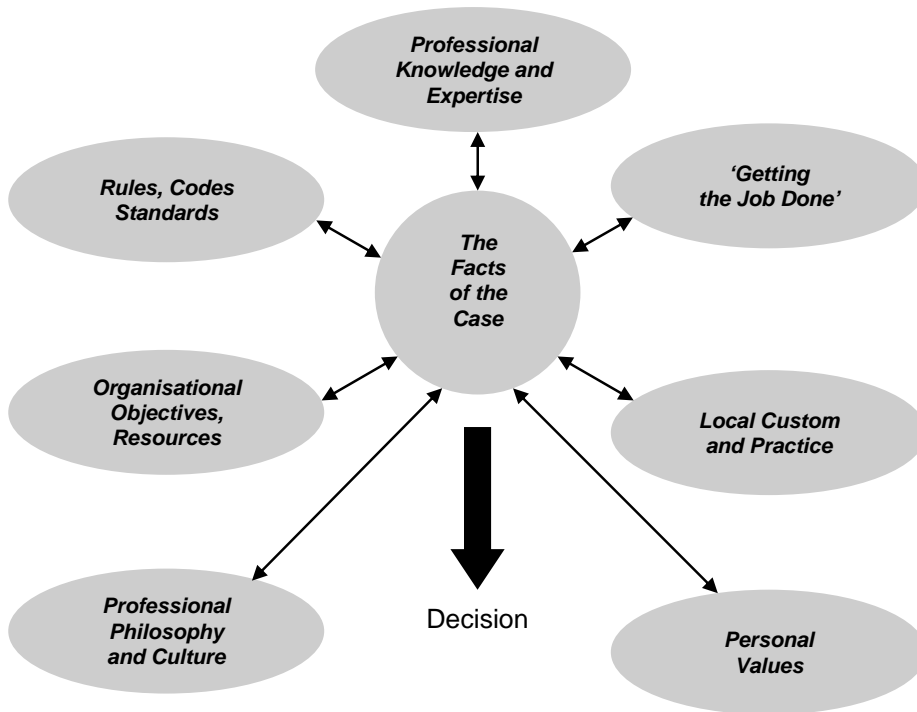 Professional
Knowledge and
Expertise
Rules, Codes
Standards
‘Getting
the Job Done’
The
Facts
of the
Case
Organisational
Objectives,
Resources
Local Custom
and Practice
Professional
Philosophy
and Culture
Decision
Personal
Values